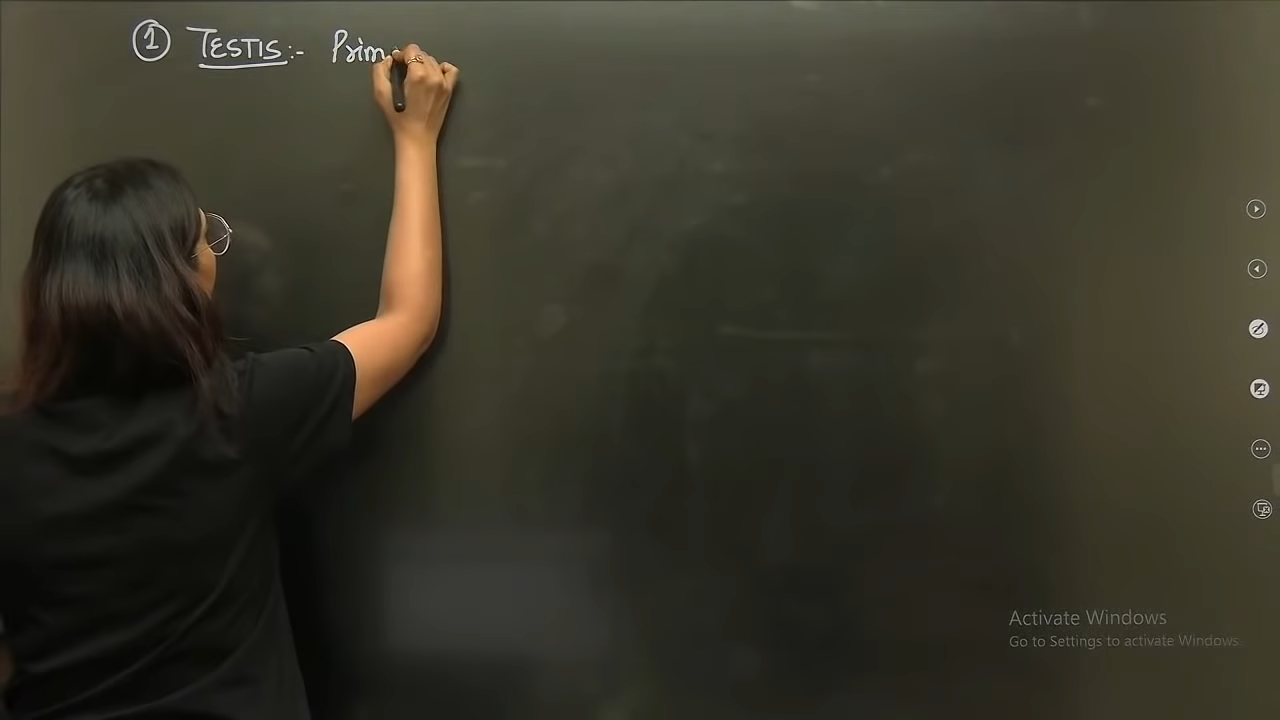 ① TESTIS:- Prim
Activate Windows
Go to Settings to activate Windows.